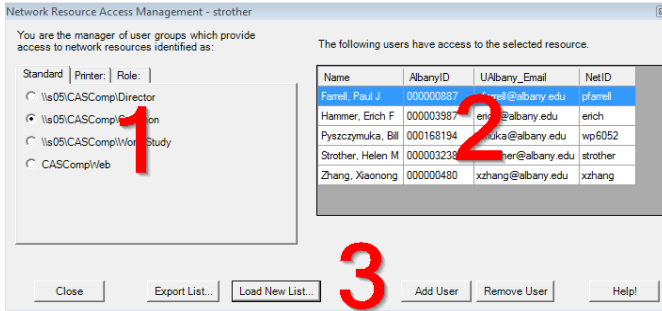 Network Resource Access Management - strother
You are the manager of user groups which provide
access to network resources identified as:
The following users have access to the selected resource.
Standard Printer: Role:
\\s05\CASComp\Director
\\s05\CASComp\
\\s05\CASComp\Work Study
CASCompWeb
1
Name AlbanyID UAlbany_Email NetID
Farrell, Paul J 000000887 pfarrell@albany.edu pfarrell
Hammer, Erich F 000003987 erich@albany.edu erich
Pyszczymuka, Bill 000168194 @albany.edu wp6052
Strother, Helen M 000003238 @albany.edu strother
Zhang, Xiaonong 000000480 xzhang@albany.edu xzhang
2
3
Close Export List... Load New List... Add User Remove User Help!